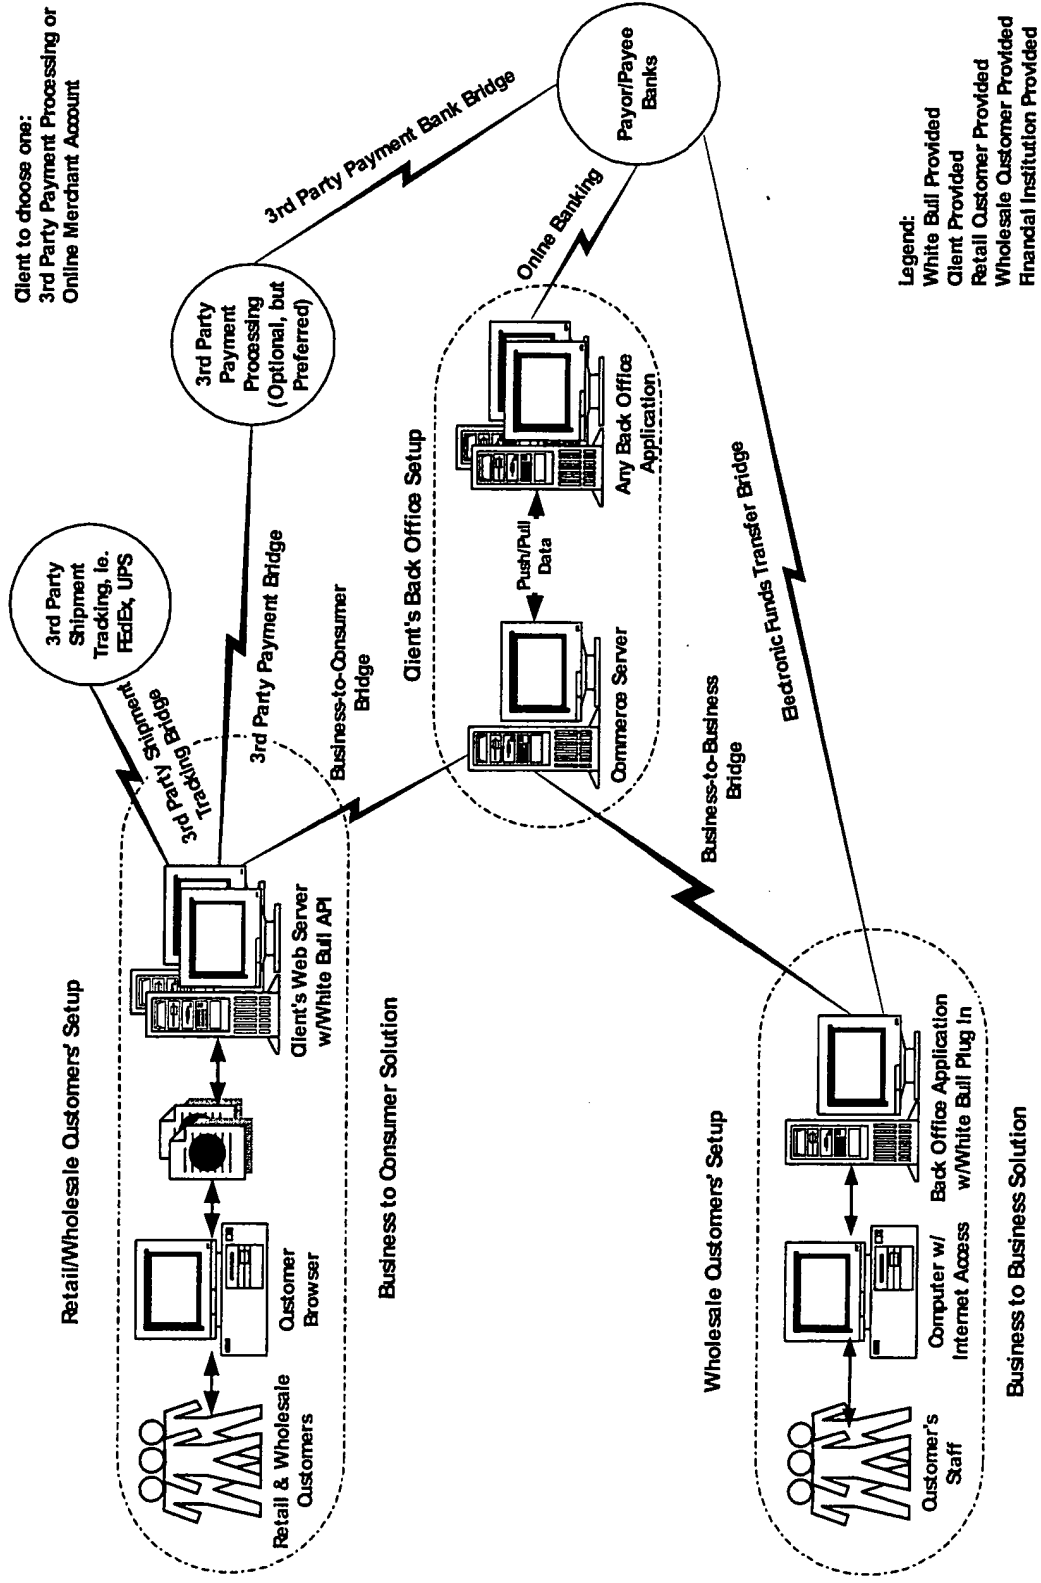 Client to choose one:
3rd Party Payment Processing or
Online Merchant Account
3rd Party
Shipment
Tracking, ie.
FEdEx, UPS
3rd Party
Payment
Processing
(Optional, but
Preferred)
3rd Party Payment Bank Bridge
Payor/Payee
Banks
Retail/Wholesale Customers' Setup
3rd Party Shipment
Tracking Bridge
3rd Party Payment Bridge
Retail & Wholesale
Customers
Customer
Browser
Client's Web Server
w/White Bull API
Business-to-Consumer
Bridge
Business to Consumer Solution
Client's Back Office Setup
Online Banking
Push/Pull
Data
Commerce Server
Any Back Office
Application
Business-to-Business
Bridge
Electronic Funds Transfer Bridge
Wholesale Customers' Setup
Customer's
Staff
Computer w/
Internet Access
Back Office Application
w/White Bull Plug In
Business to Business Solution
Legend:
White Bull Provided
Client Provided
Retail Customer Provided
Wholesale Customer Provided
Financial Institution Provided